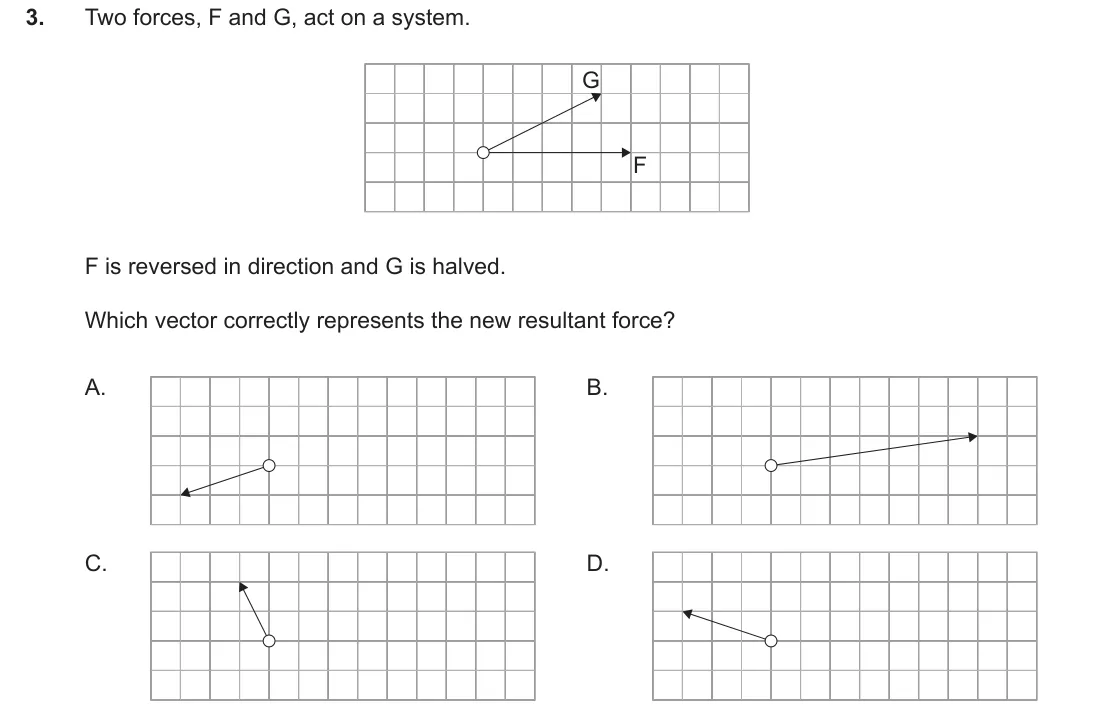 3. Two forces, F and G, act on a system.
G
F
F is reversed in direction and G is halved.
Which vector correctly represents the new resultant force?
A. B.
C. D.